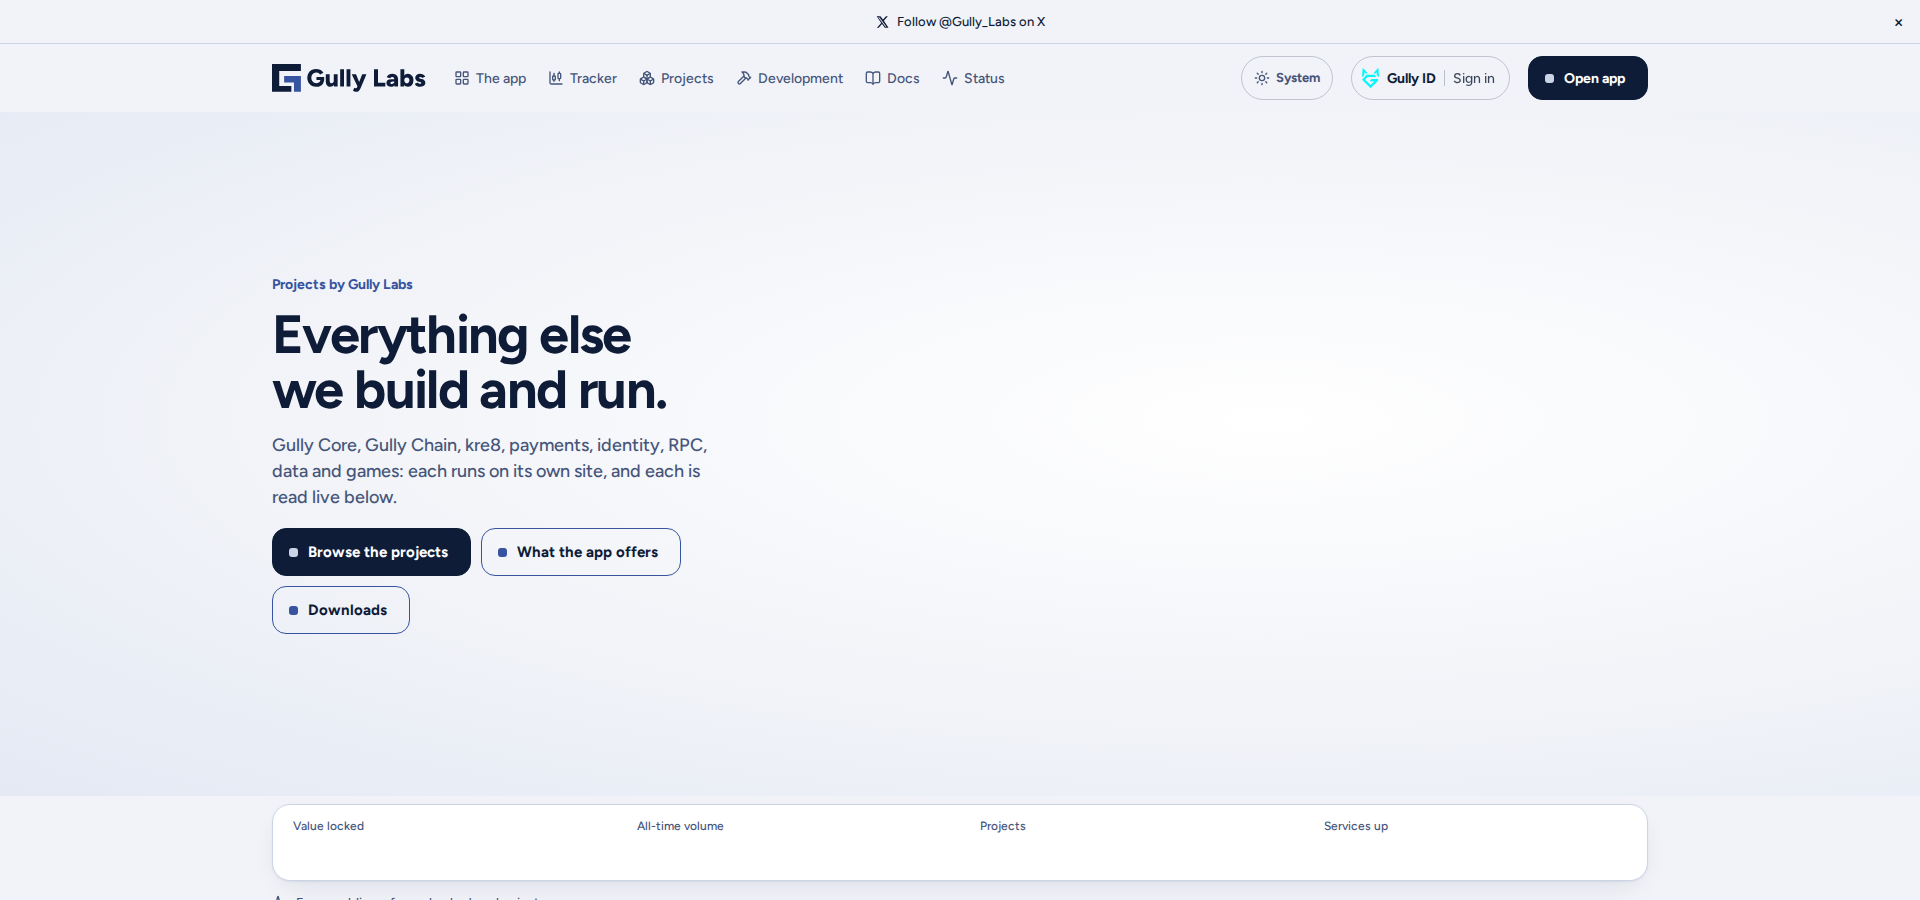 Follow @Gully_Labs on X
×
Gully Labs
The app
Tracker
Projects
Development
Docs
Status
System
Gully ID
Sign in
Open app
Projects by Gully Labs
Everything else
we build and run.
Gully Core, Gully Chain, kre8, payments, identity, RPC,
data and games: each runs on its own site, and each is
read live below.
Browse the projects
What the app offers
Downloads
Value locked
All-time volume
Projects
Services up